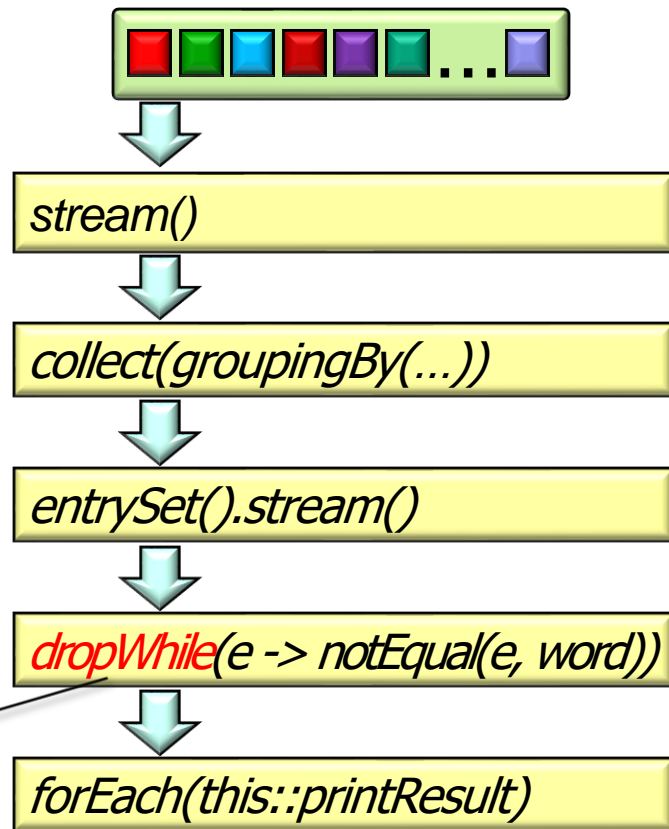 ...
stream()
collect(groupingBy(...))
entrySet().stream()
dropWhile(e -> notEqual(e, word))
forEach(this::printResult)